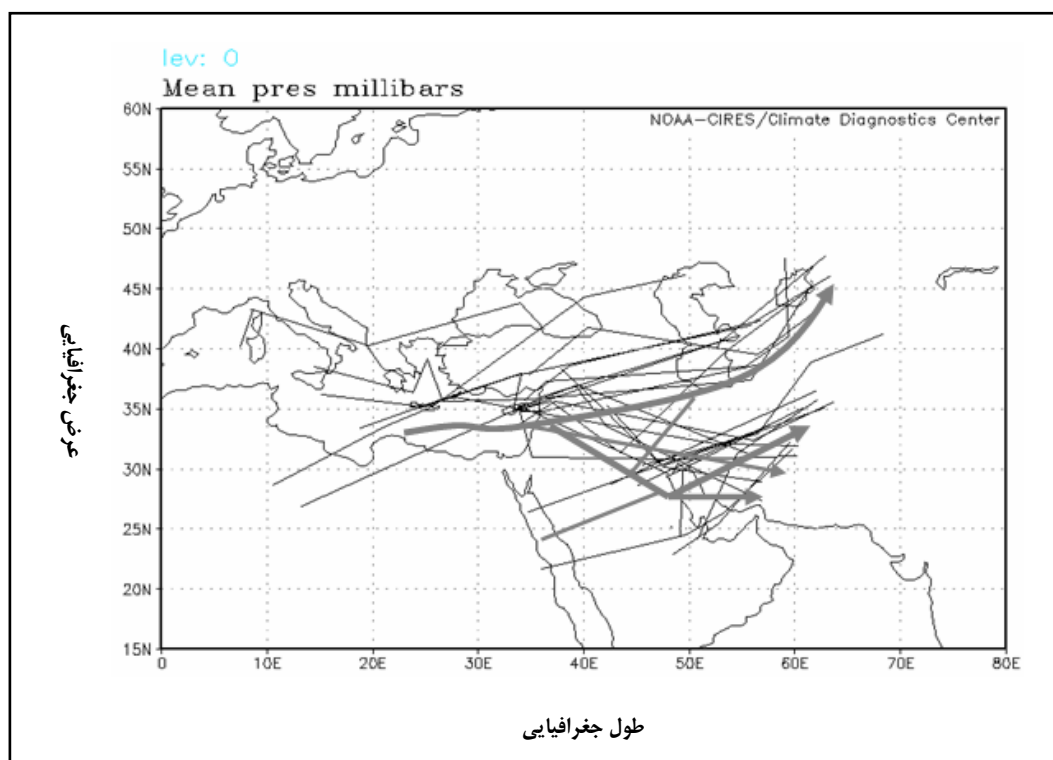 lev: 0
Mean pres millibars
NOAA-CIRES/Climate Diagnostics Center
60N
55N
50N
45N
40N
35N
30N
25N
20N
15N
0 10E 20E 30E 40E 50E 60E 70E 80E
عرض جغرافیایی
طول جغرافیایی